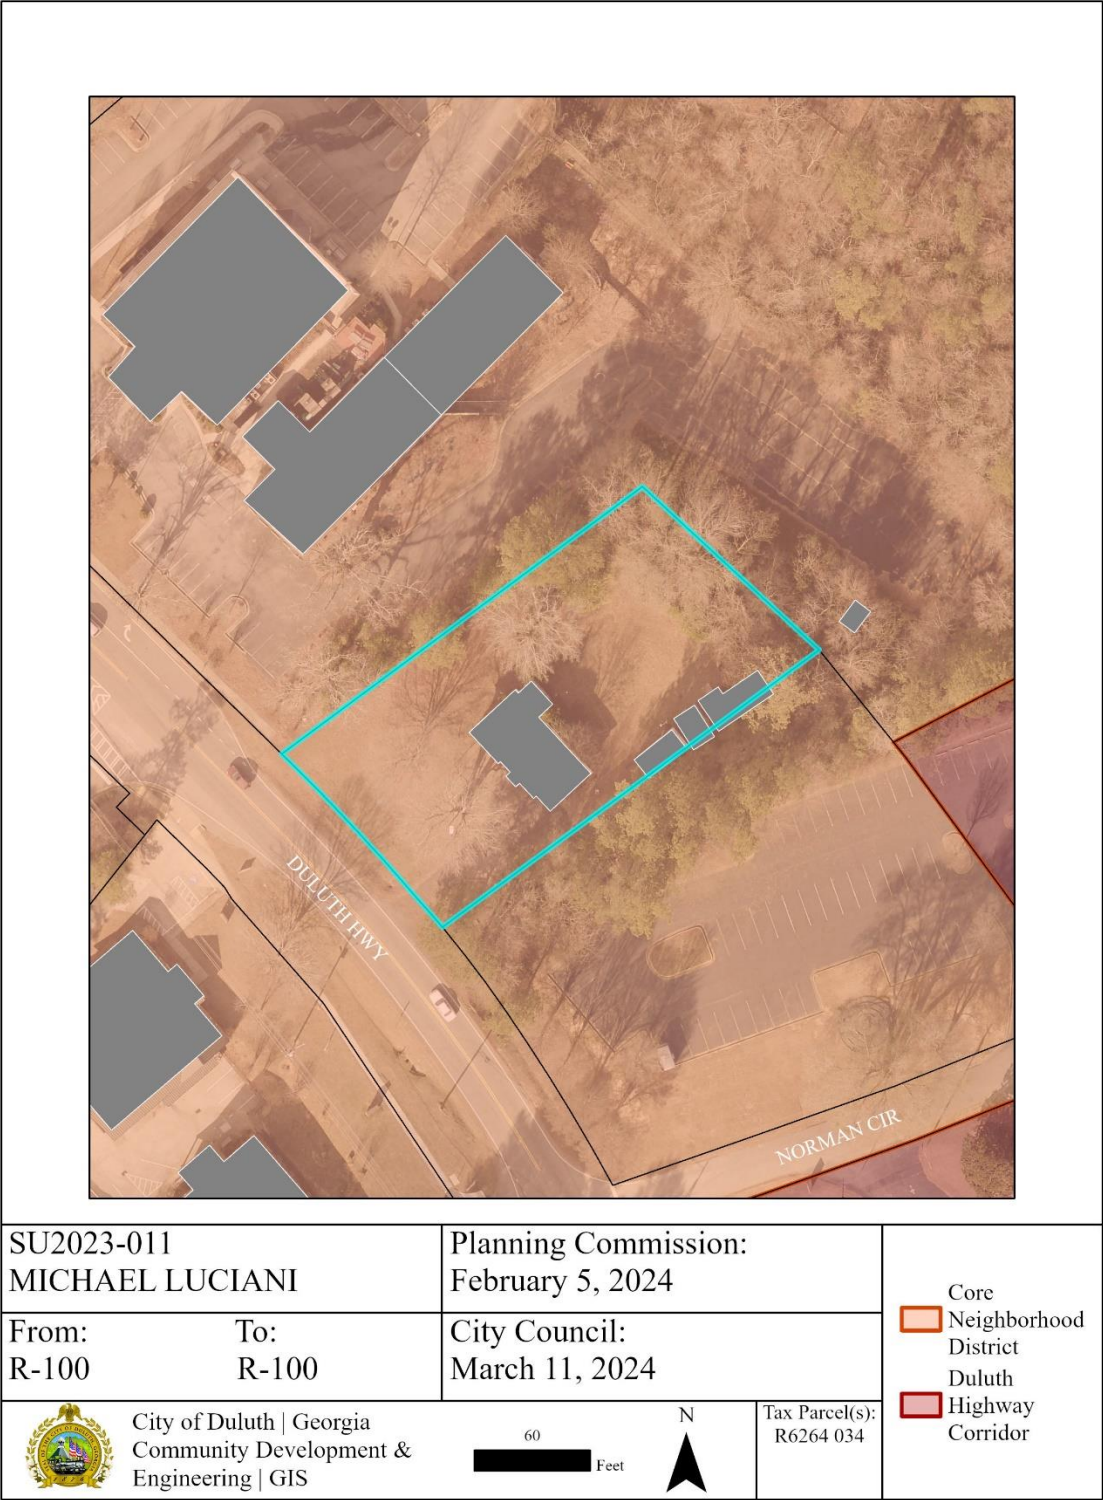 DULUTH HWY
NORMAN CIR
SU2023-011
MICHAEL LUCIANI
Planning Commission:
February 5, 2024
From: To:
R-100 R-100
City Council:
March 11, 2024
Core
Neighborhood
District
Duluth
Highway
Corridor
City of Duluth | Georgia
Community Development &
Engineering | GIS
60
Feet
N
Tax Parcel(s):
R6264 034